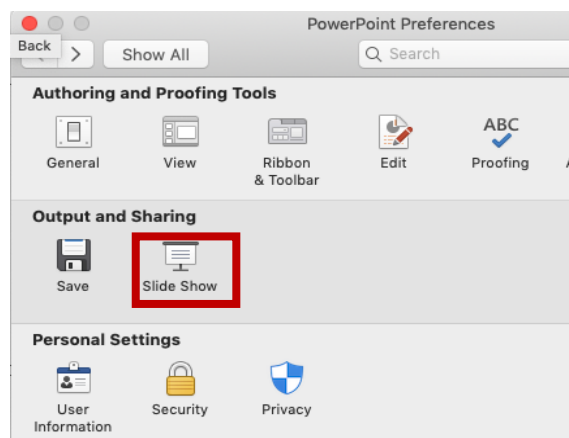 PowerPoint Preferences
Back
Show All
Search
Authoring and Proofing Tools
General
View
Ribbon
& Toolbar
Edit
ABC
Proofing
Output and Sharing
Save
Slide Show
Personal Settings
User
Information
Security
Privacy